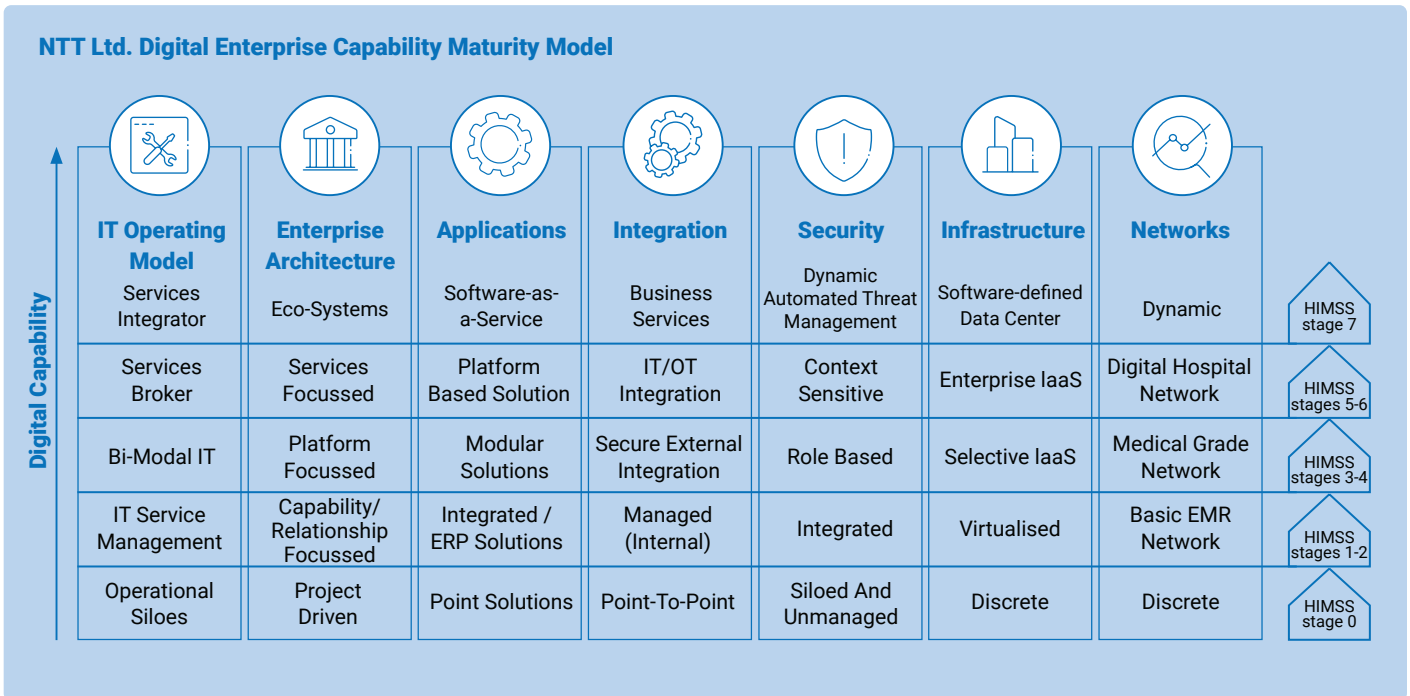 NTT Ltd. Digital Enterprise Capability Maturity Model
Digital Capability
IT Operating
Model
Enterprise
Architecture
Applications
Integration
Security
Infrastructure
Networks
Services
Integrator
Eco-Systems
Software-as-
a-Service
Business
Services
Dynamic
Automated Threat
Management
Software-defined
Data Center
Dynamic
HIMSS
stage 7
Services
Broker
Services
Focussed
Platform
Based Solution
IT/OT
Integration
Context
Sensitive
Enterprise IaaS
Digital Hospital
Network
HIMSS
stages 5-6
Bi-Modal IT
Platform
Focussed
Modular
Solutions
Secure External
Integration
Role Based
Selective IaaS
Medical Grade
Network
HIMSS
stages 3-4
IT Service
Management
Capability/
Relationship
Focussed
Integrated /
ERP Solutions
Managed
(Internal)
Integrated
Virtualised
Basic EMR
Network
HIMSS
stages 1-2
Operational
Siloes
Project
Driven
Point Solutions
Point-To-Point
Siloed And
Unmanaged
Discrete
Discrete
HIMSS
stage 0